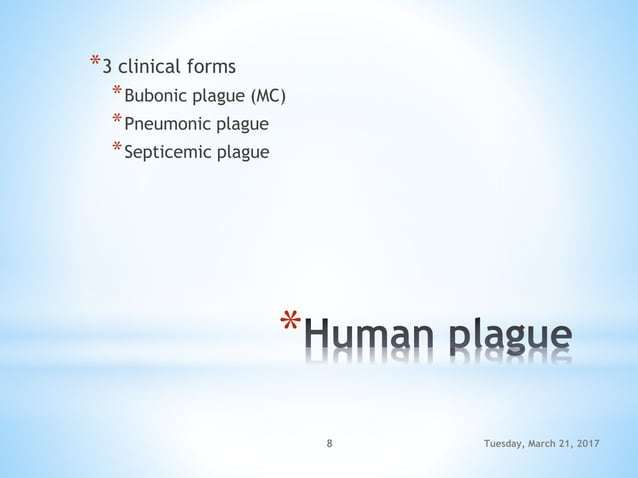 *3 clinical forms
*Bubonic plague (MC)
*Pneumonic plague
*Septicemic plague
*Human plague
8 Tuesday, March 21, 2017